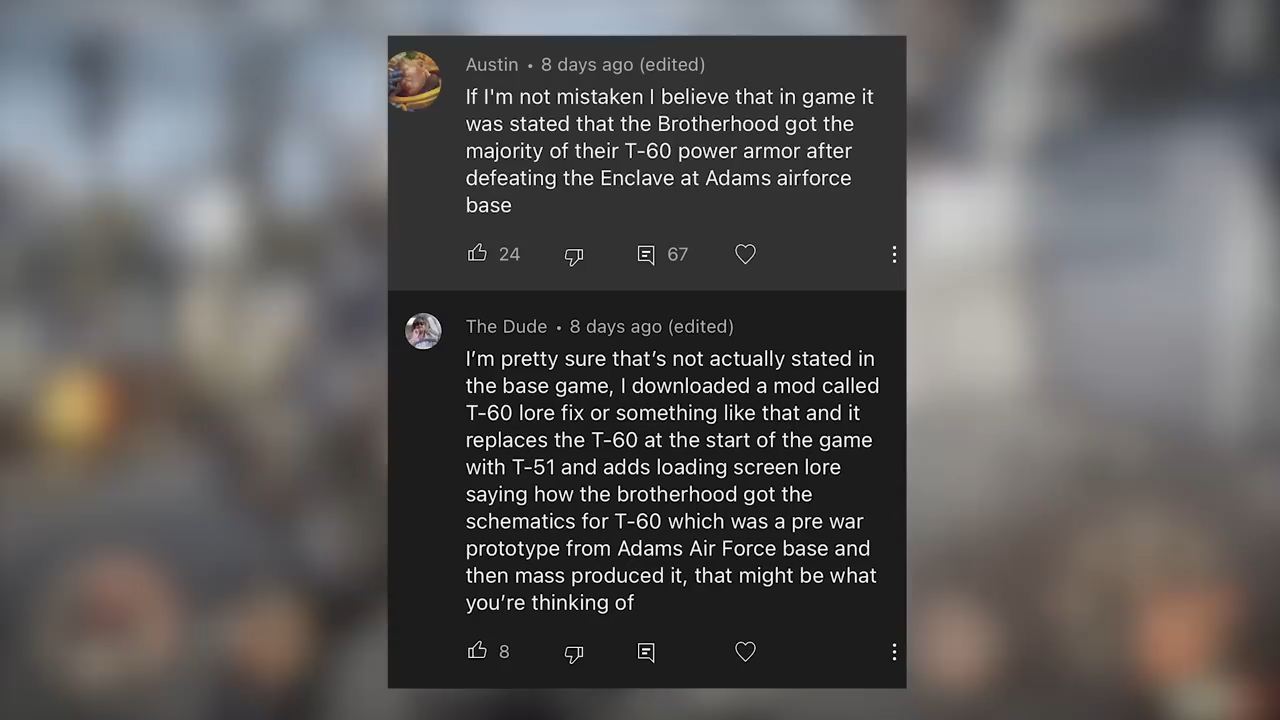 Austin • 8 days ago (edited)
If I'm not mistaken I believe that in game it
was stated that the Brotherhood got the
majority of their T-60 power armor after
defeating the Enclave at Adams airforce
base
24 67
The Dude • 8 days ago (edited)
I’m pretty sure that’s not actually stated in
the base game, I downloaded a mod called
T-60 lore fix or something like that and it
replaces the T-60 at the start of the game
with T-51 and adds loading screen lore
saying how the brotherhood got the
schematics for T-60 which was a pre war
prototype from Adams Air Force base and
then mass produced it, that might be what
you’re thinking of
8